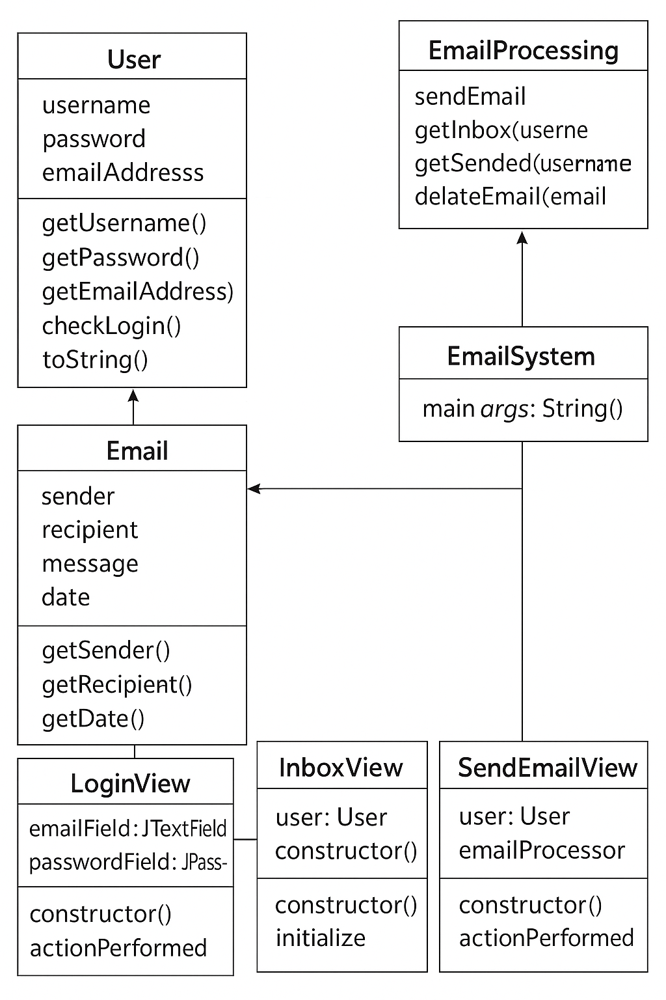 User
username
password
emailAddresss
getUsername()
getPassword()
getEmailAddress)
checkLogin()
toString()
EmailProcessing
sendEmail
getInbox(userne
getSended(username
delateEmail(email
EmailSystem
main args: String()
Email
sender
recipient
message
date
getSender()
getRecipient()
getDate()
LoginView
emailField: JTextField
passwordField: JPass-
constructor()
actionPerformed
InboxView
user: User
constructor()
constructor()
initialize
SendEmailView
user: User
emailProcessor
constructor()
actionPerformed